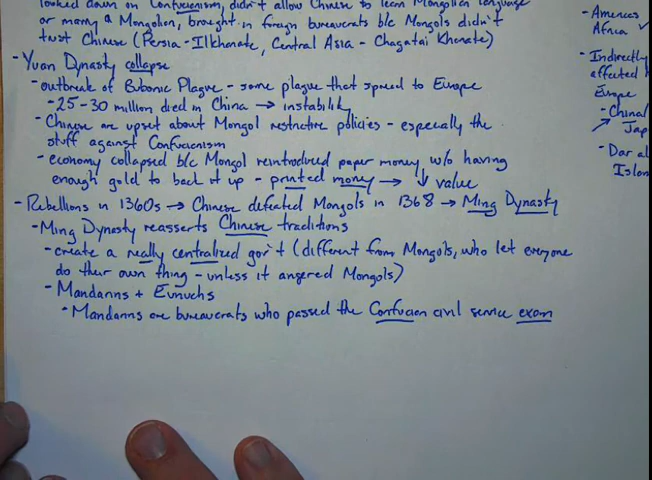 looked down on Confucianism, didn't allow Chinese to learn Mongolian language
or marry a Mongolian, brought in foreign bureaucrats b/c Mongols didn't
trust Chinese (Persia - Ilkhanate, Central Asia - Chagatai Khanate)
- Yuan Dynasty collapse
- outbreak of Bubonic Plague - same plague that spread to Europe
- 25-30 million died in China → instability
- Chinese are upset about Mongol restrictive policies - especially the
stuff against Confucianism
- economy collapsed b/c Mongol reintroduced paper money w/o having
enough gold to back it up - printed money → ↓ value
- Rebellions in 1360s → Chinese defeated Mongols in 1368 → Ming Dynasty
- Ming Dynasty reasserts Chinese traditions
- create a really centralized gov't (different from Mongols, who let everyone
do their own thing - unless it angered Mongols)
- Mandarins + Eunuchs
- Mandarins are bureaucrats who passed the Confucian civil service exam
- Americas
Africa
- Indirectly
affected
Europe
- China
Jap
- Dar al
Islam